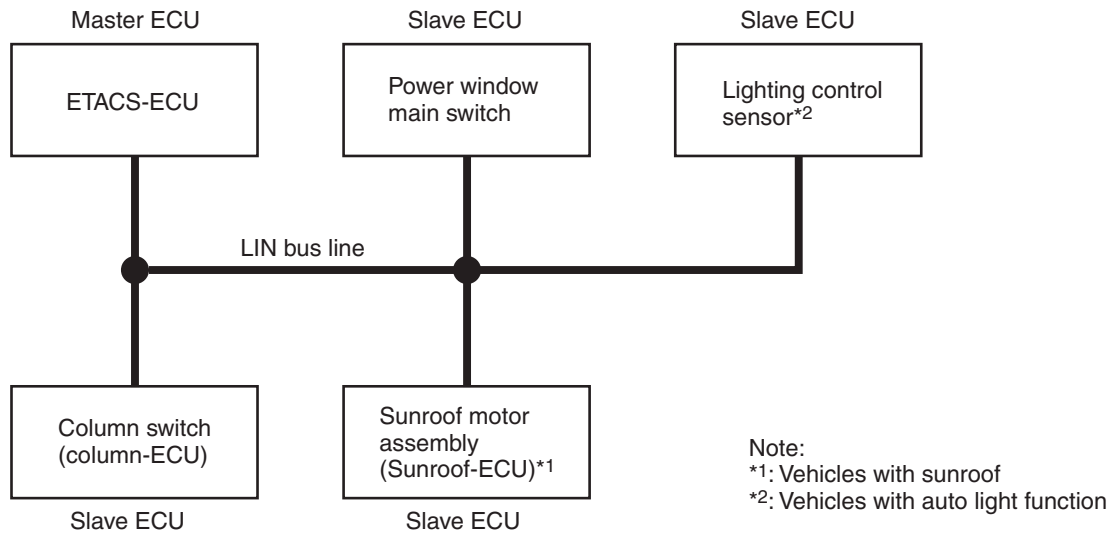 Master ECU
Slave ECU
Slave ECU
ETACS-ECU
Power window
main switch
Lighting control
sensor*2
LIN bus line
Column switch
(column-ECU)
Sunroof motor
assembly
(Sunroof-ECU)*1
Note:
*1: Vehicles with sunroof
*2: Vehicles with auto light function
Slave ECU
Slave ECU